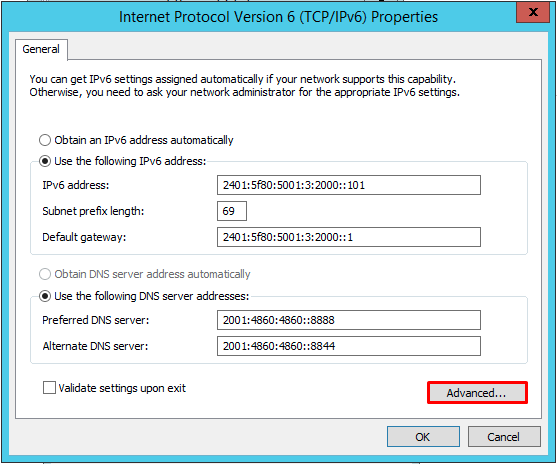 Internet Protocol Version 6 (TCP/IPv6) Properties
x
General
You can get IPv6 settings assigned automatically if your network supports this capability.
Otherwise, you need to ask your network administrator for the appropriate IPv6 settings.
Obtain an IPv6 address automatically
Use the following IPv6 address:
IPv6 address: 2401:5f80:5001:3:2000::101
Subnet prefix length: 69
Default gateway: 2401:5f80:5001:3:2000::1
Obtain DNS server address automatically
Use the following DNS server addresses:
Preferred DNS server: 2001:4860:4860::8888
Alternate DNS server: 2001:4860:4860::8844
Validate settings upon exit
Advanced...
OK Cancel